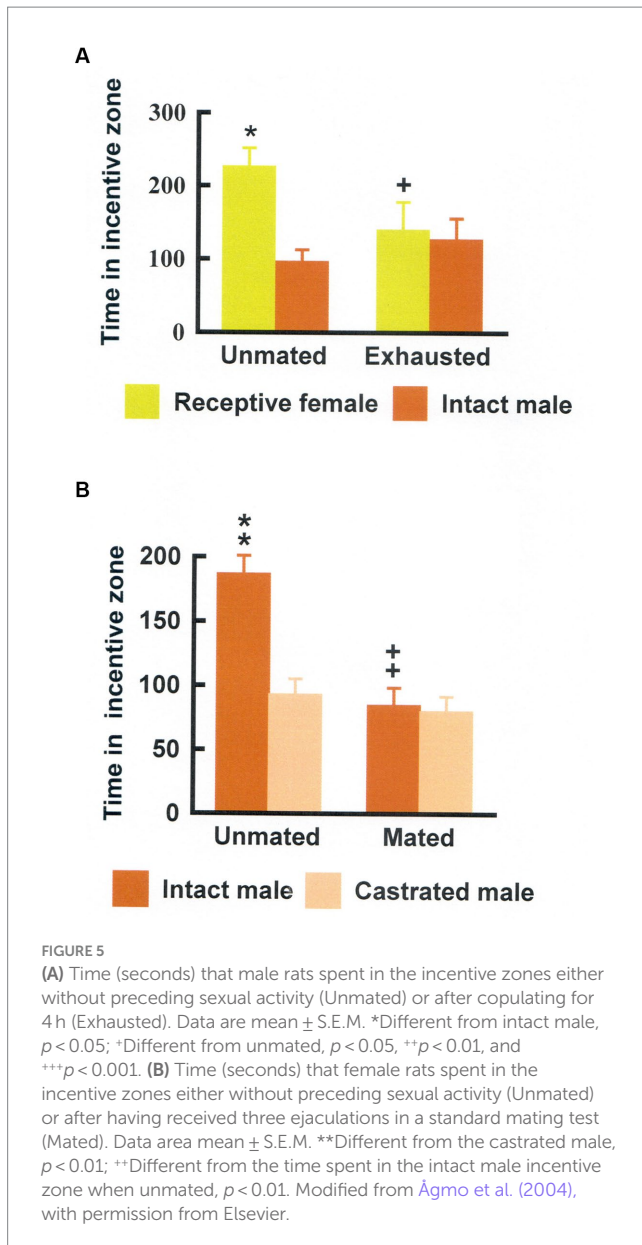 A
Time in incentive zone
300
200
100
0
*
+
Unmated Exhausted
Receptive female Intact male
B
Time in incentive zone
200
150
100
50
0
*
*
+
+
Unmated Mated
Intact male Castrated male
FIGURE 5
(A) Time (seconds) that male rats spent in the incentive zones either
without preceding sexual activity (Unmated) or after copulating for
4 h (Exhausted). Data are mean ± S.E.M. *Different from intact male,
p < 0.05; +Different from unmated, p < 0.05, ++p < 0.01, and
+++p < 0.001. (B) Time (seconds) that female rats spent in the
incentive zones either without preceding sexual activity (Unmated)
or after having received three ejaculations in a standard mating test
(Mated). Data area mean ± S.E.M. **Different from the castrated male,
p < 0.01; ++Different from the time spent in the intact male incentive
zone when unmated, p < 0.01. Modified from Ågmo et al. (2004),
with permission from Elsevier.